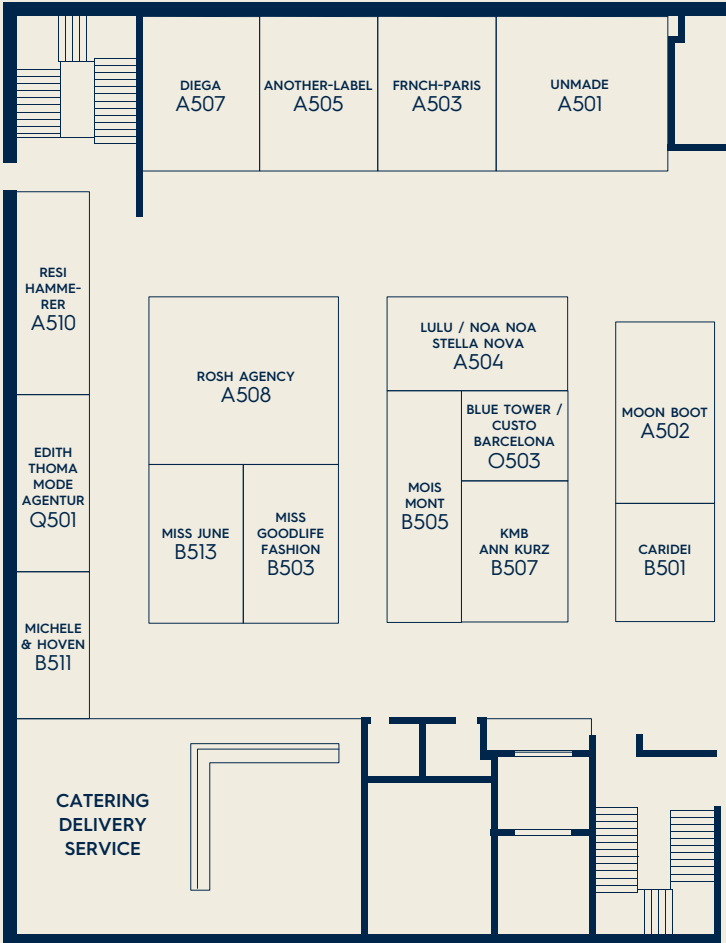 DIEGA
A507
ANOTHER-LABEL
A505
FRNCH-PARIS
A503
UNMADE
A501
RESI
HAMME-
RER
A510
EDITH
THOMA
MODE
AGENTUR
Q501
MICHELE
& HOVEN
B511
ROSH AGENCY
A508
MISS JUNE
B513
MISS
GOODLIFE
FASHION
B503
LULU / NOA NOA
STELLA NOVA
A504
MOIS
MONT
B505
BLUE TOWER /
CUSTO
BARCELONA
O503
KMB
ANN KURZ
B507
MOON BOOT
A502
CARIDEI
B501
CATERING
DELIVERY
SERVICE